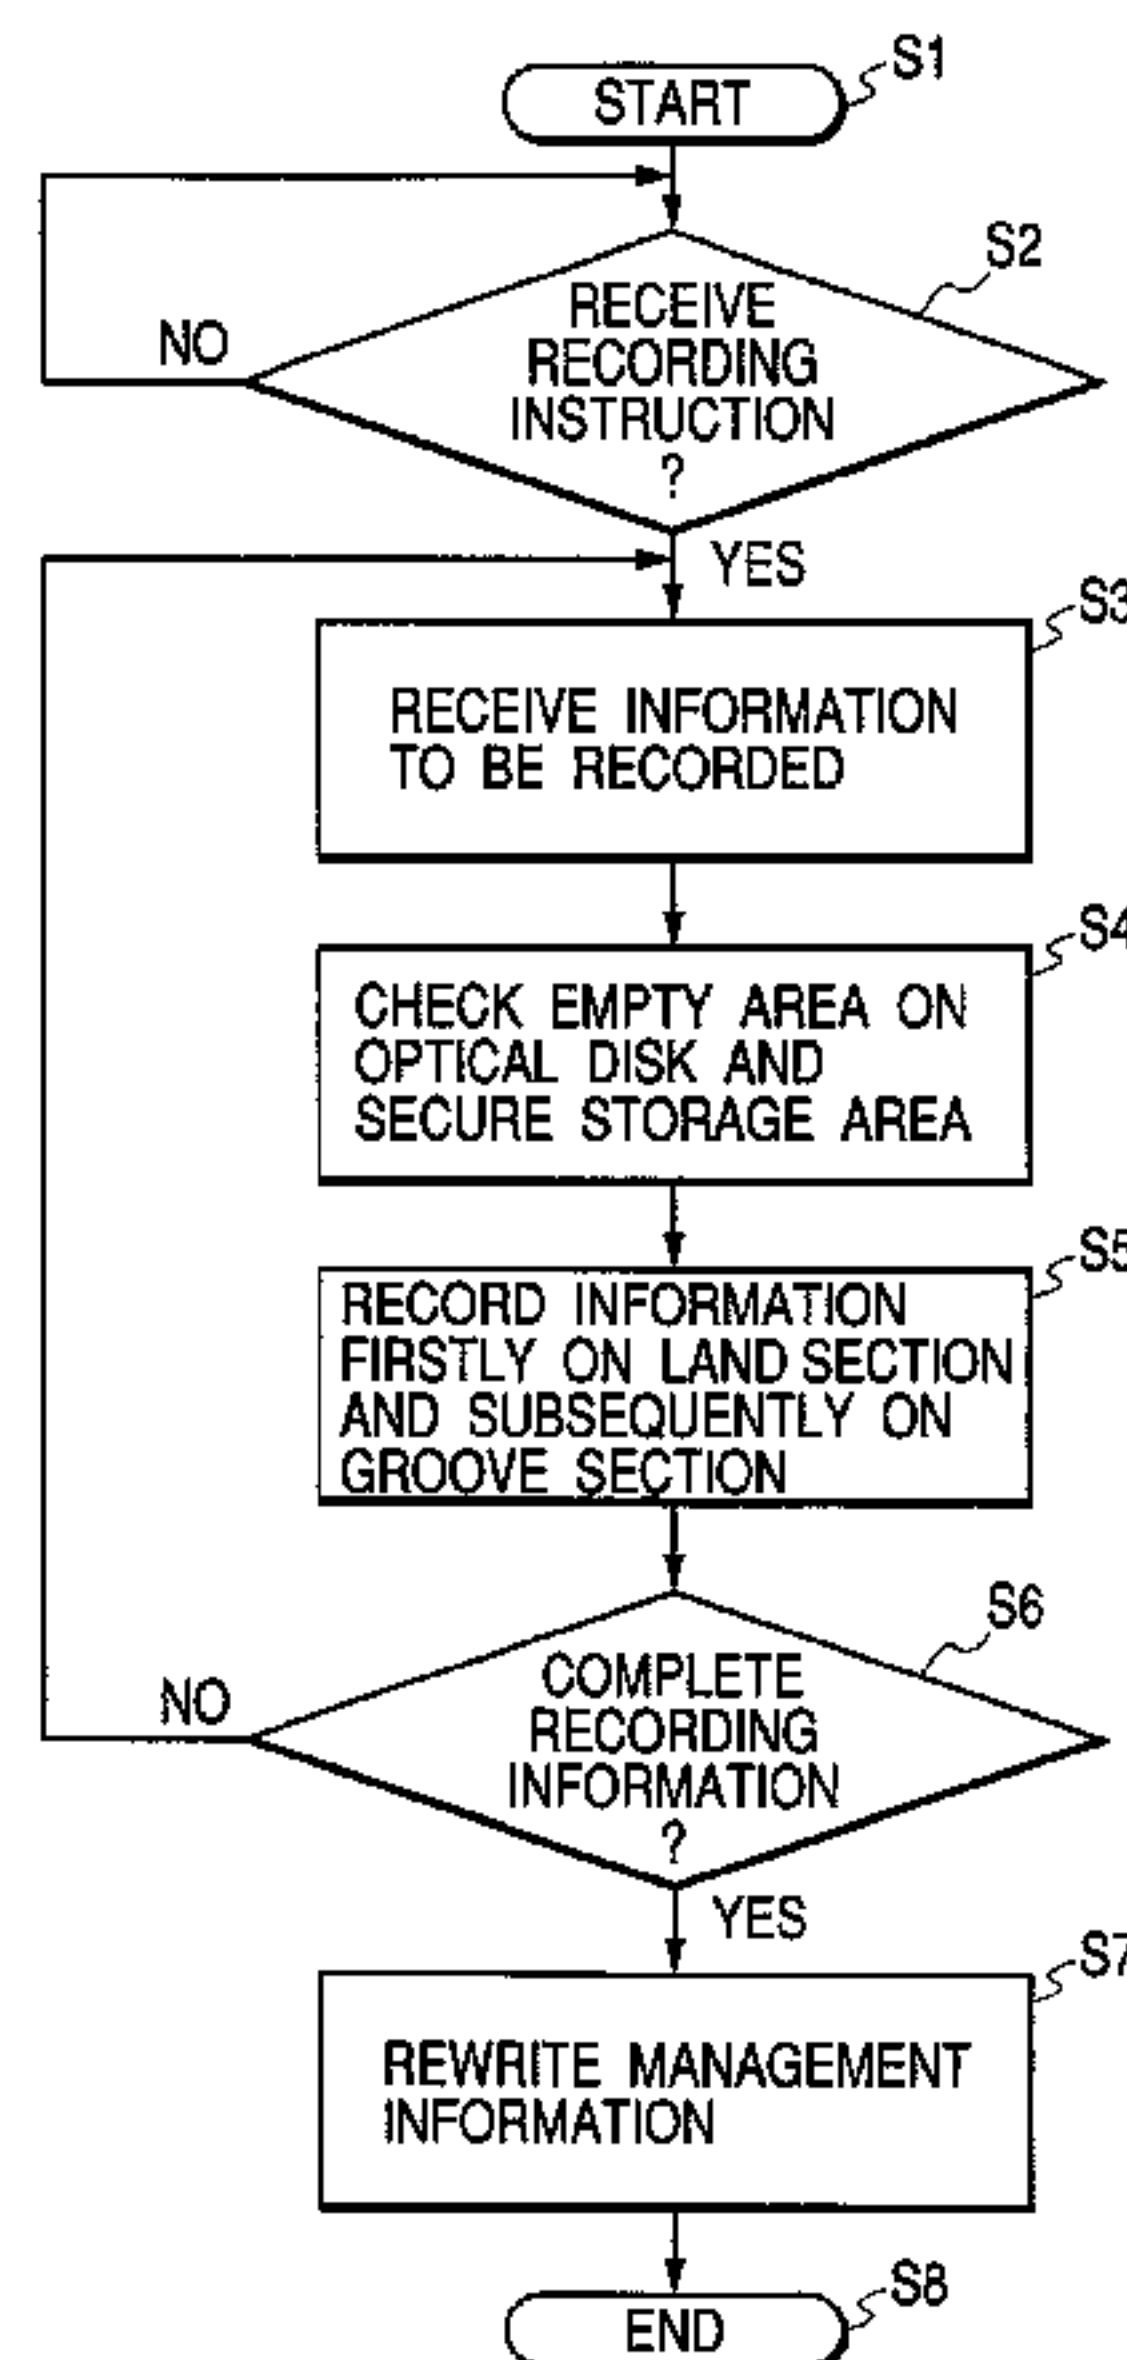 S1
START
S2
RECEIVE
RECORDING
INSTRUCTION
?
NO
YES
S3
RECEIVE INFORMATION
TO BE RECORDED
S4
CHECK EMPTY AREA ON
OPTICAL DISK AND
SECURE STORAGE AREA
S5
RECORD INFORMATION
FIRSTLY ON LAND SECTION
AND SUBSEQUENTLY ON
GROOVE SECTION
S6
COMPLETE
RECORDING
INFORMATION
?
NO
YES
S7
REWRITE MANAGEMENT
INFORMATION
S8
END